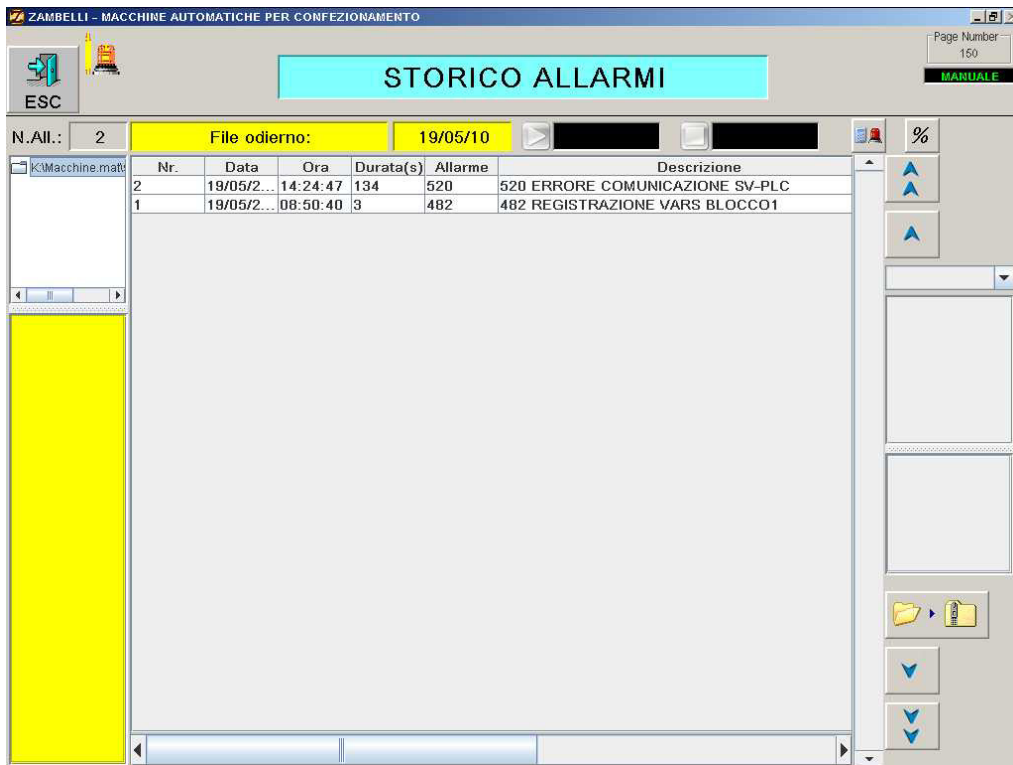 ZAMBELLI - MACCHINE AUTOMATICHE PER CONFEZIONAMENTO
Page Number
150
MANUALE
ESC
STORICO ALLARMI
N.All.: 2 File odierno: 19/05/10 %
K:\Macchine.mat\
Nr. Data Ora Durata(s) Allarme Descrizione
2 19/05/2... 14:24:47 134 520 520 ERRORE COMUNICAZIONE SV-PLC
1 19/05/2... 08:50:40 3 482 482 REGISTRAZIONE VARS BLOCCO1